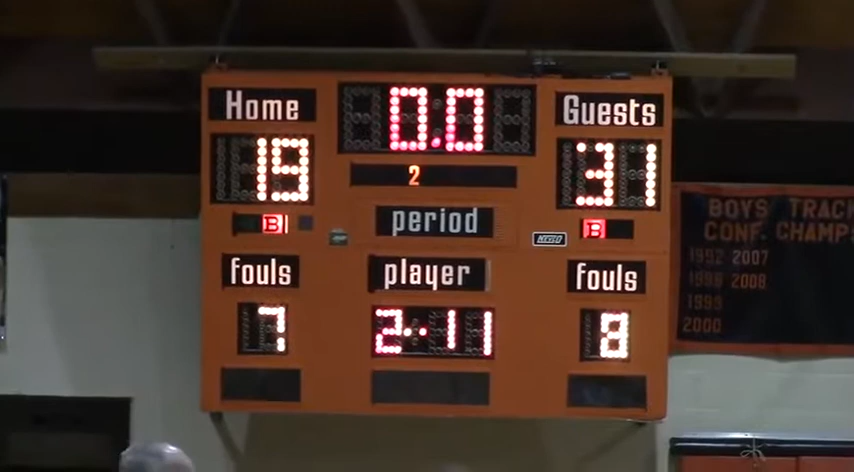 Home 0.0 Guests
19 2 31
B period NEVCO B
fouls player fouls
7 2-11 8
BOYS TRACK
CONF. CHAMPS
1992 2007
1998 2008
1999
2000